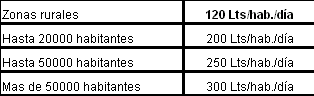 Zonas rurales 120 Lts/hab./día
Hasta 20000 habitantes 200 Lts/hab./día
Hasta 50000 habitantes 250 Lts/hab./día
Mas de 50000 habitantes 300 Lts/hab./día